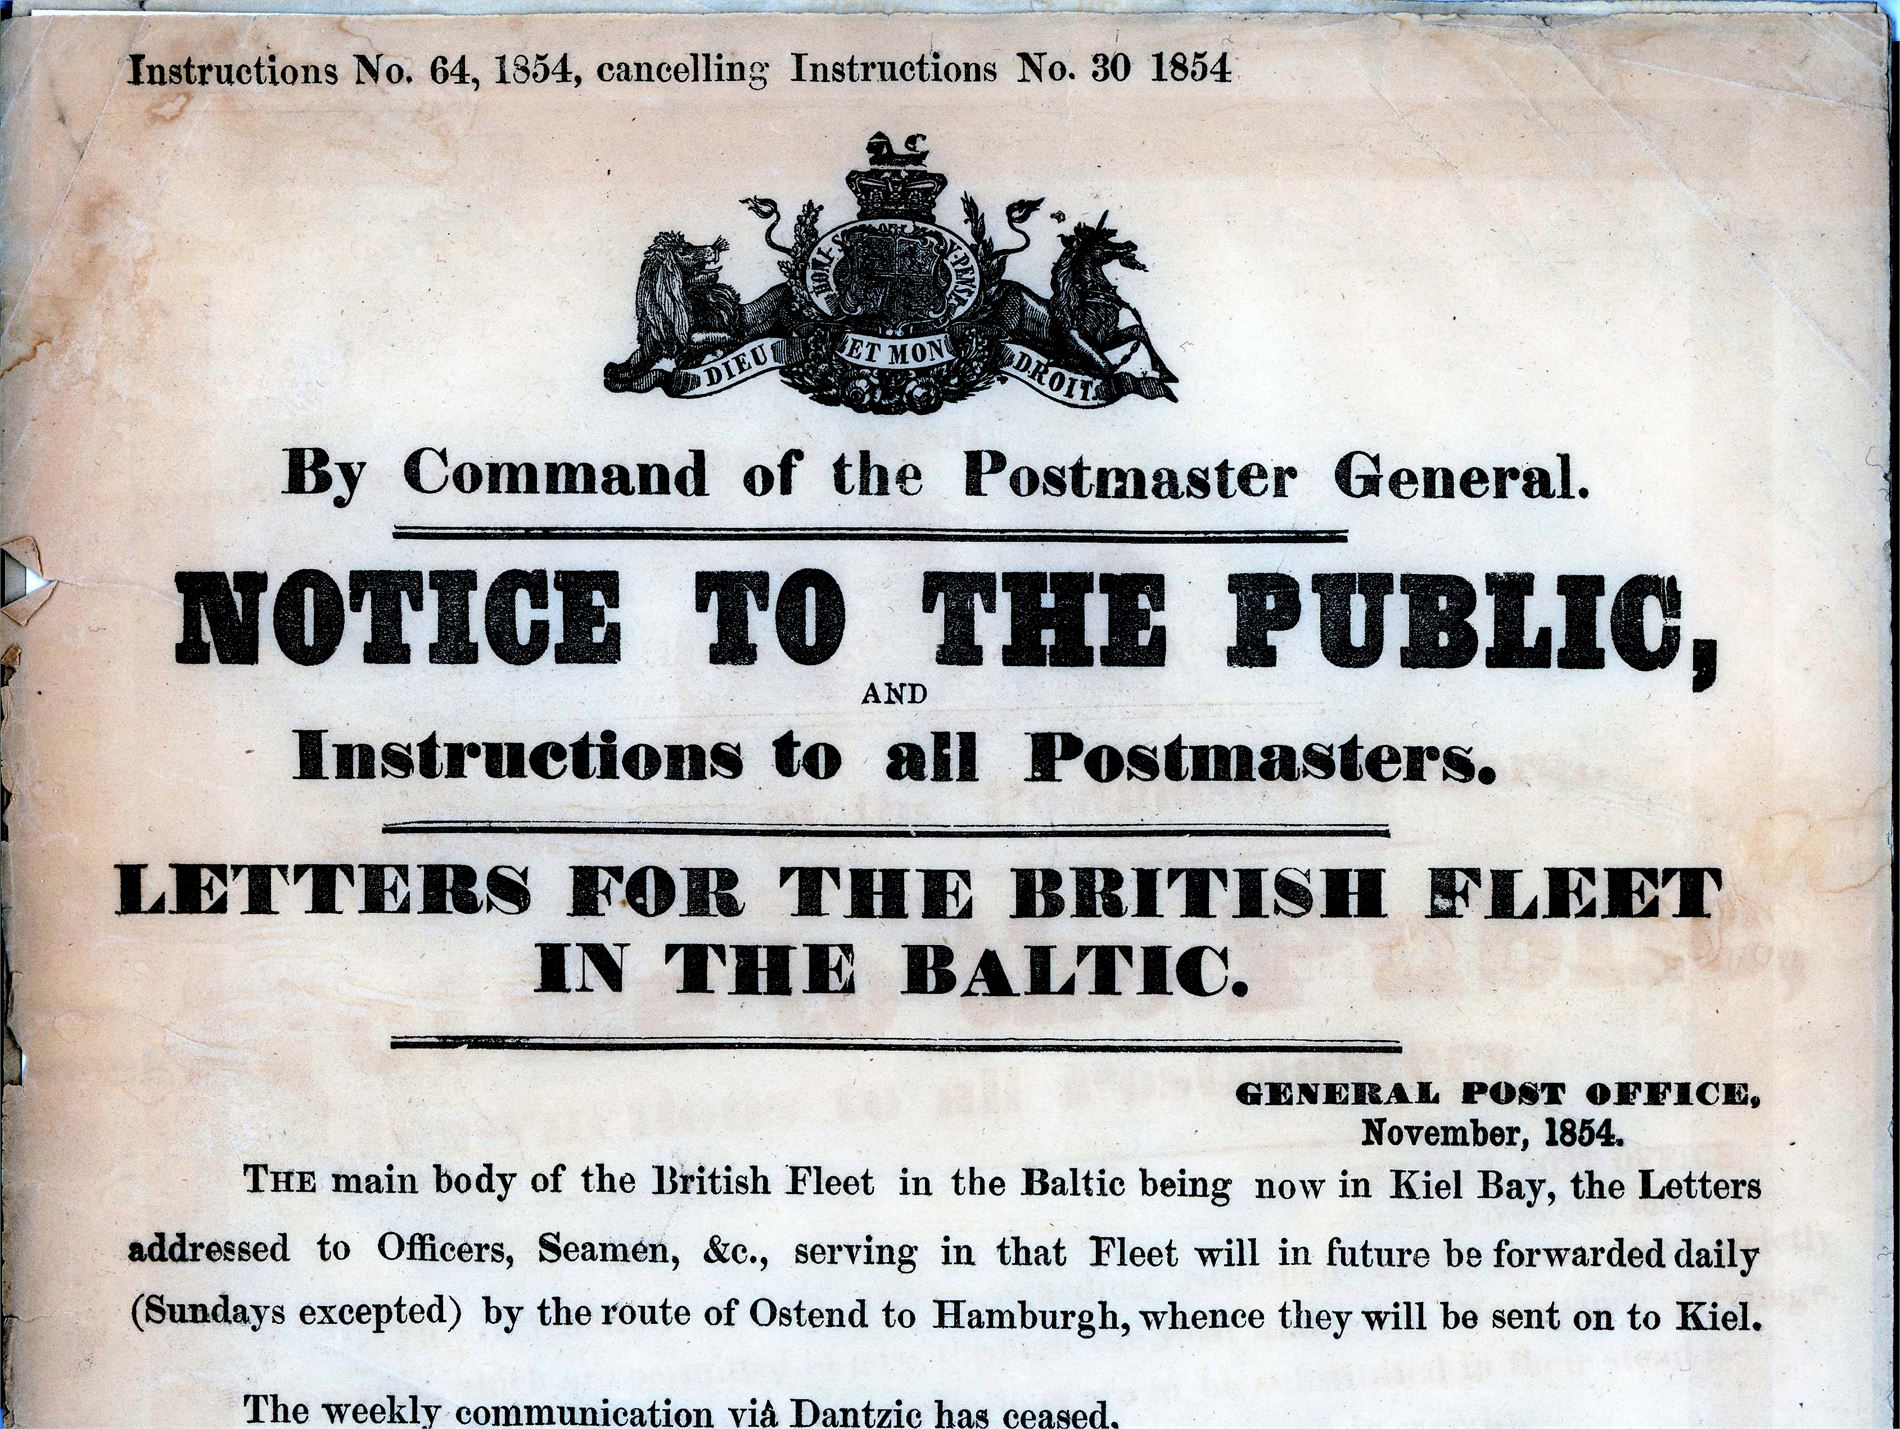 Instructions No. 64, 1854, cancelling Instructions No. 30 1854
HONI SOIT Y PENSE
DIEU ET MON DROIT
By Command of the Postmaster General.
NOTICE TO THE PUBLIC,
AND
Instructions to all Postmasters.
LETTERS FOR THE BRITISH FLEET
IN THE BALTIC.
GENERAL POST OFFICE,
November, 1854.
THE main body of the British Fleet in the Baltic being now in Kiel Bay, the Letters
addressed to Officers, Seamen, &c., serving in that Fleet will in future be forwarded daily
(Sundays excepted) by the route of Ostend to Hamburgh, whence they will be sent on to Kiel.
The weekly communication viâ Dantzic has ceased.